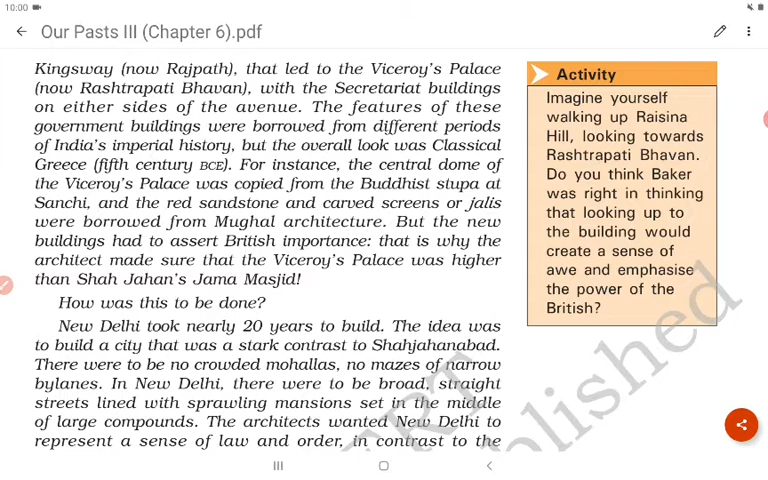 10:00
Our Pasts III (Chapter 6).pdf
Kingsway (now Rajpath), that led to the Viceroy's Palace
(now Rashtrapati Bhavan), with the Secretariat buildings
on either sides of the avenue. The features of these
government buildings were borrowed from different periods
of India's imperial history, but the overall look was Classical
Greece (fifth century BCE). For instance, the central dome of
the Viceroy's Palace was copied from the Buddhist stupa at
Sanchi, and the red sandstone and carved screens or jalis
were borrowed from Mughal architecture. But the new
buildings had to assert British importance: that is why the
architect made sure that the Viceroy's Palace was higher
than Shah Jahan's Jama Masjid!
How was this to be done?
New Delhi took nearly 20 years to build. The idea was
to build a city that was a stark contrast to Shahjahanabad.
There were to be no crowded mohallas, no mazes of narrow
bylanes. In New Delhi, there were to be broad, straight
streets lined with sprawling mansions set in the middle
of large compounds. The architects wanted New Delhi to
represent a sense of law and order, in contrast to the
Activity
Imagine yourself
walking up Raisina
Hill, looking towards
Rashtrapati Bhavan.
Do you think Baker
was right in thinking
that looking up to
the building would
create a sense of
awe and emphasise
the power of the
British?